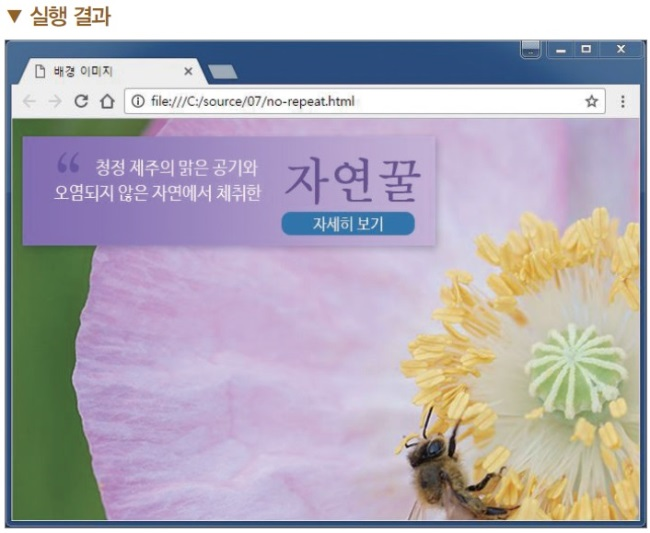 ▼ 실행 결과
배경 이미지
file:///C:/source/07/no-repeat.html
“ 청정 제주의 맑은 공기와
오염되지 않은 자연에서 채취한
자연꿀
자세히 보기